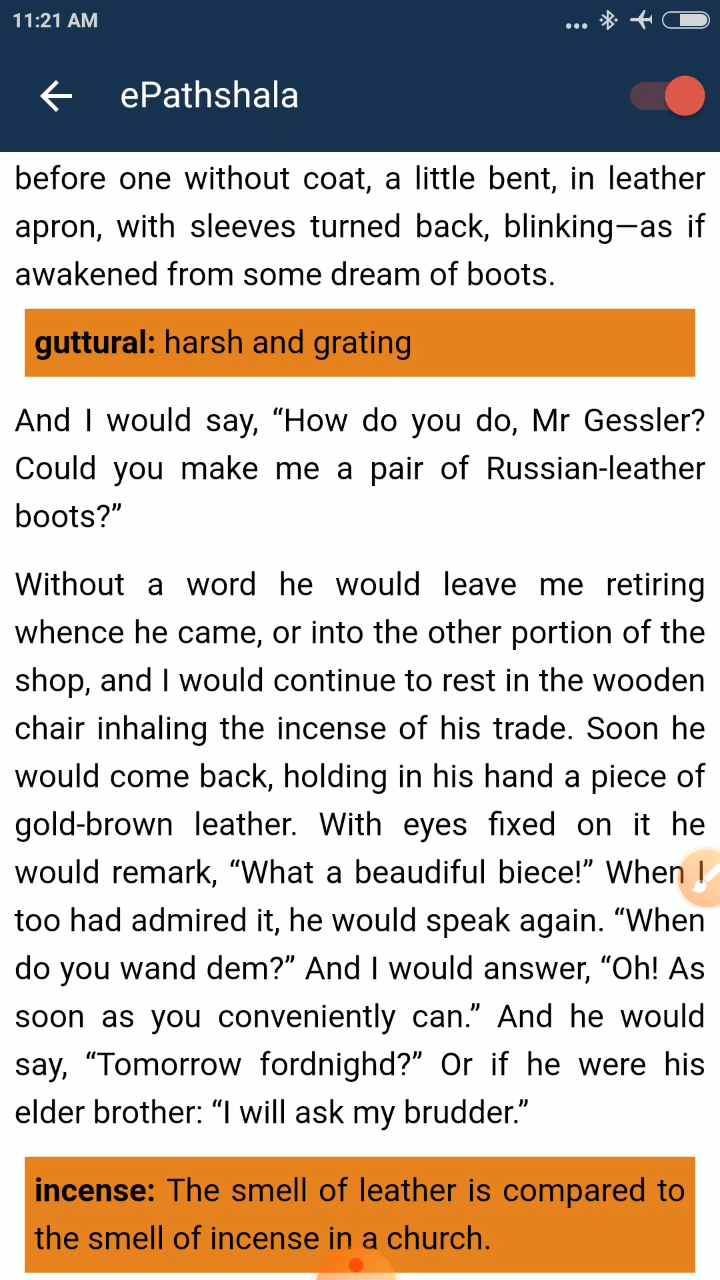 11:21 AM
ePathshala
before one without coat, a little bent, in leather
apron, with sleeves turned back, blinking—as if
awakened from some dream of boots.
guttural: harsh and grating
And I would say, “How do you do, Mr Gessler?
Could you make me a pair of Russian-leather
boots?”
Without a word he would leave me retiring
whence he came, or into the other portion of the
shop, and I would continue to rest in the wooden
chair inhaling the incense of his trade. Soon he
would come back, holding in his hand a piece of
gold-brown leather. With eyes fixed on it he
would remark, “What a beaudiful biece!” When I
too had admired it, he would speak again. “When
do you wand dem?” And I would answer, “Oh! As
soon as you conveniently can.” And he would
say, “Tomorrow fordnighd?” Or if he were his
elder brother: “I will ask my brudder.”
incense: The smell of leather is compared to
the smell of incense in a church.